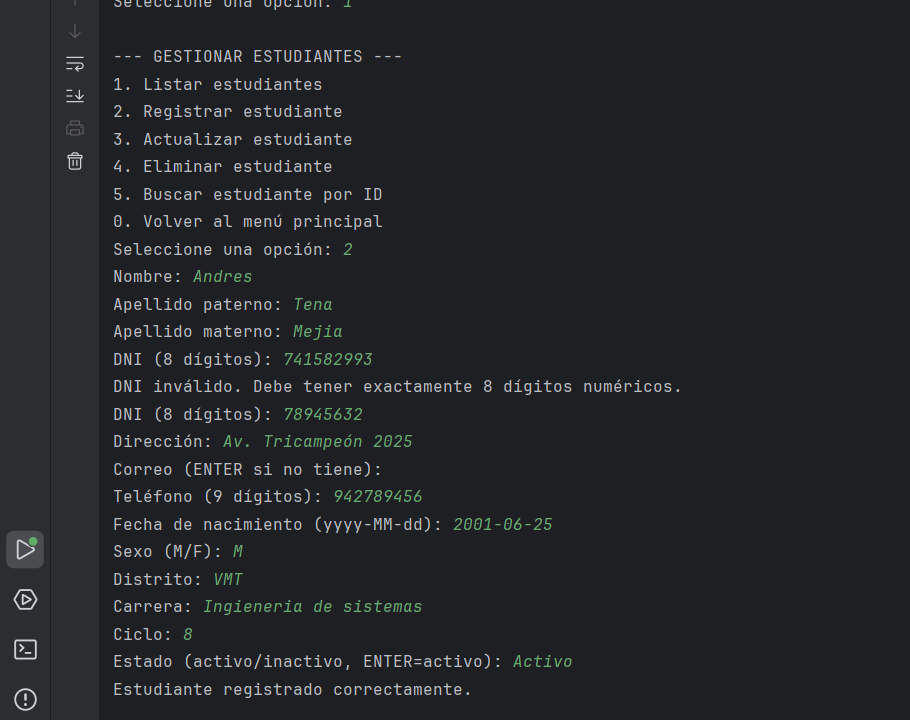 Seleccione una opción: 1
--- GESTIONAR ESTUDIANTES ---
1. Listar estudiantes
2. Registrar estudiante
3. Actualizar estudiante
4. Eliminar estudiante
5. Buscar estudiante por ID
0. Volver al menú principal
Seleccione una opción: 2
Nombre: Andres
Apellido paterno: Tena
Apellido materno: Mejia
DNI (8 dígitos): 741582993
DNI inválido. Debe tener exactamente 8 dígitos numéricos.
DNI (8 dígitos): 78945632
Dirección: Av. Tricampeón 2025
Correo (ENTER si no tiene):
Teléfono (9 dígitos): 942789456
Fecha de nacimiento (yyyy-MM-dd): 2001-06-25
Sexo (M/F): M
Distrito: VMT
Carrera: Ingieneria de sistemas
Ciclo: 8
Estado (activo/inactivo, ENTER=activo): Activo
Estudiante registrado correctamente.